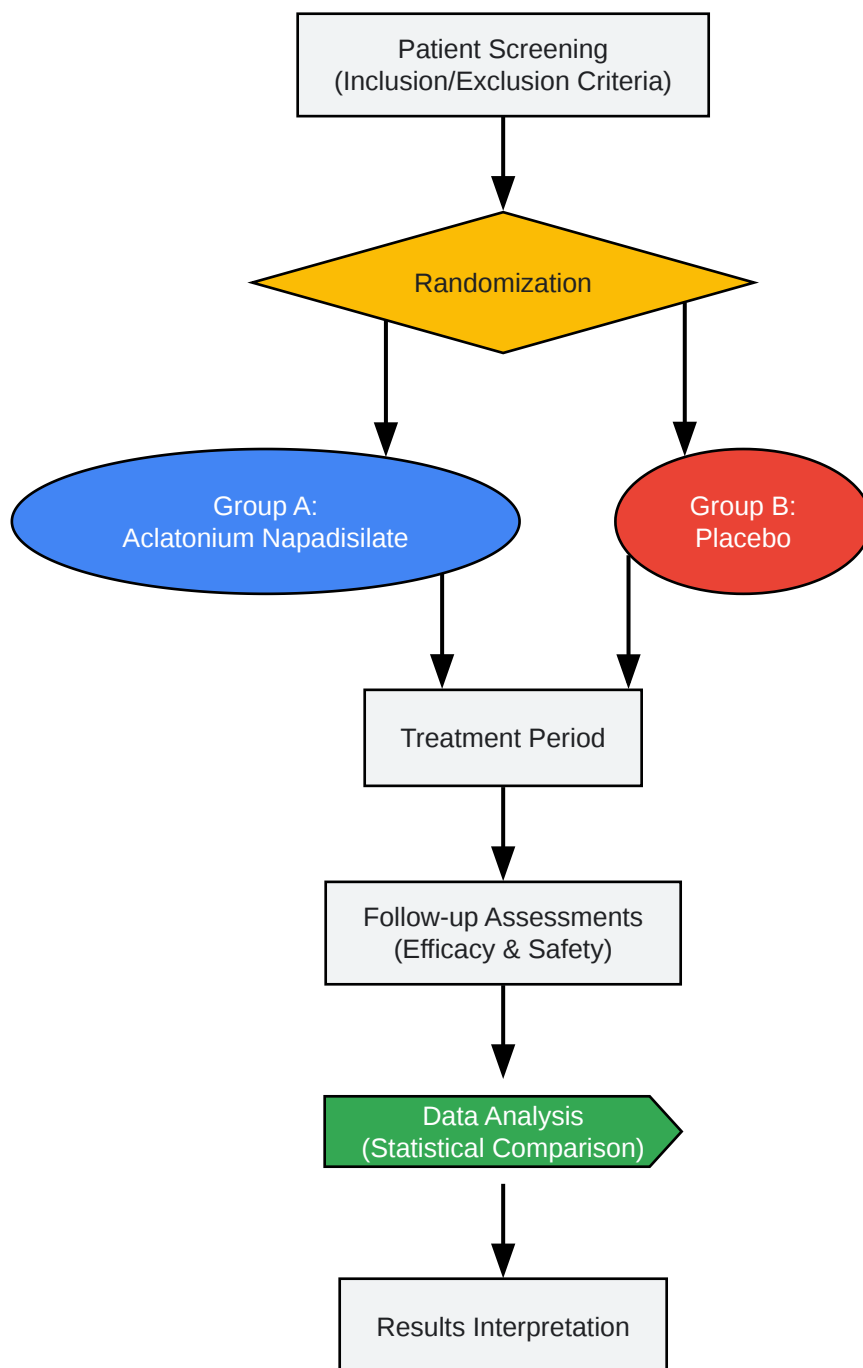 Patient Screening
(Inclusion/Exclusion Criteria)
Randomization
Group A:
Aclatonium Napadisilate
Group B:
Placebo
Treatment Period
Follow-up Assessments
(Efficacy & Safety)
Data Analysis
(Statistical Comparison)
Results Interpretation